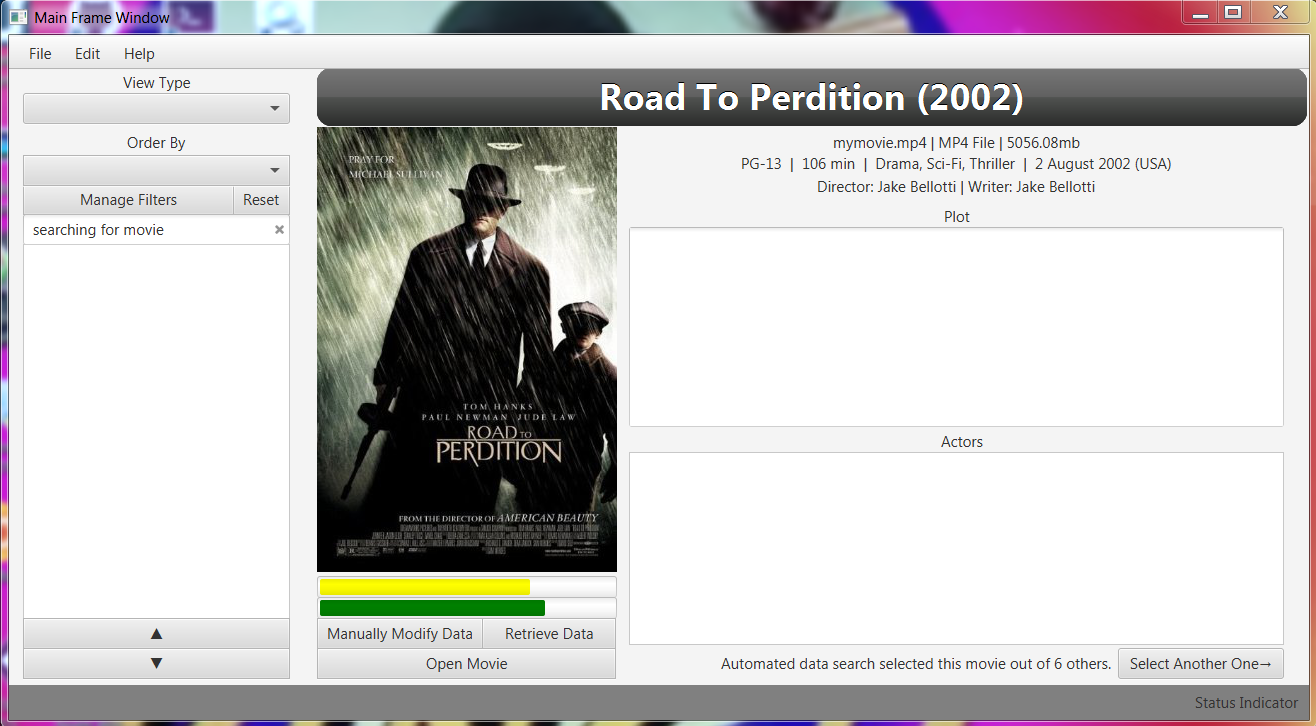 Main Frame Window
File Edit Help
View Type
Order By
Manage Filters Reset
searching for movie
▲
▼
Road To Perdition (2002)
PRAY FOR
MICHAEL SULLIVAN
TOM HANKS
PAUL NEWMAN JUDE LAW
ROAD TO
PERDITION
FROM THE DIRECTOR OF AMERICAN BEAUTY
Manually Modify Data Retrieve Data
Open Movie
mymovie.mp4 | MP4 File | 5056.08mb
PG-13 | 106 min | Drama, Sci-Fi, Thriller | 2 August 2002 (USA)
Director: Jake Bellotti | Writer: Jake Bellotti
Plot
Actors
Automated data search selected this movie out of 6 others. Select Another One→
Status Indicator